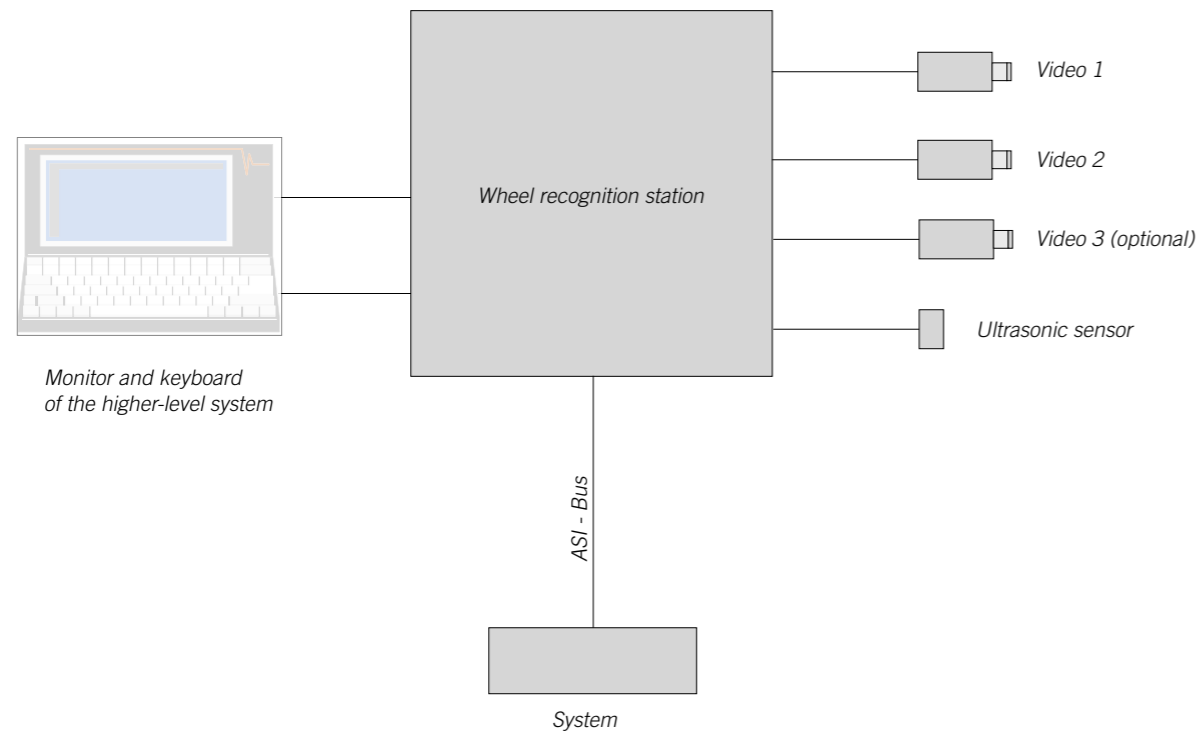 Video 1
Video 2
Wheel recognition station
Video 3 (optional)
Ultrasonic sensor
Monitor and keyboard
of the higher-level system
ASI - Bus
System